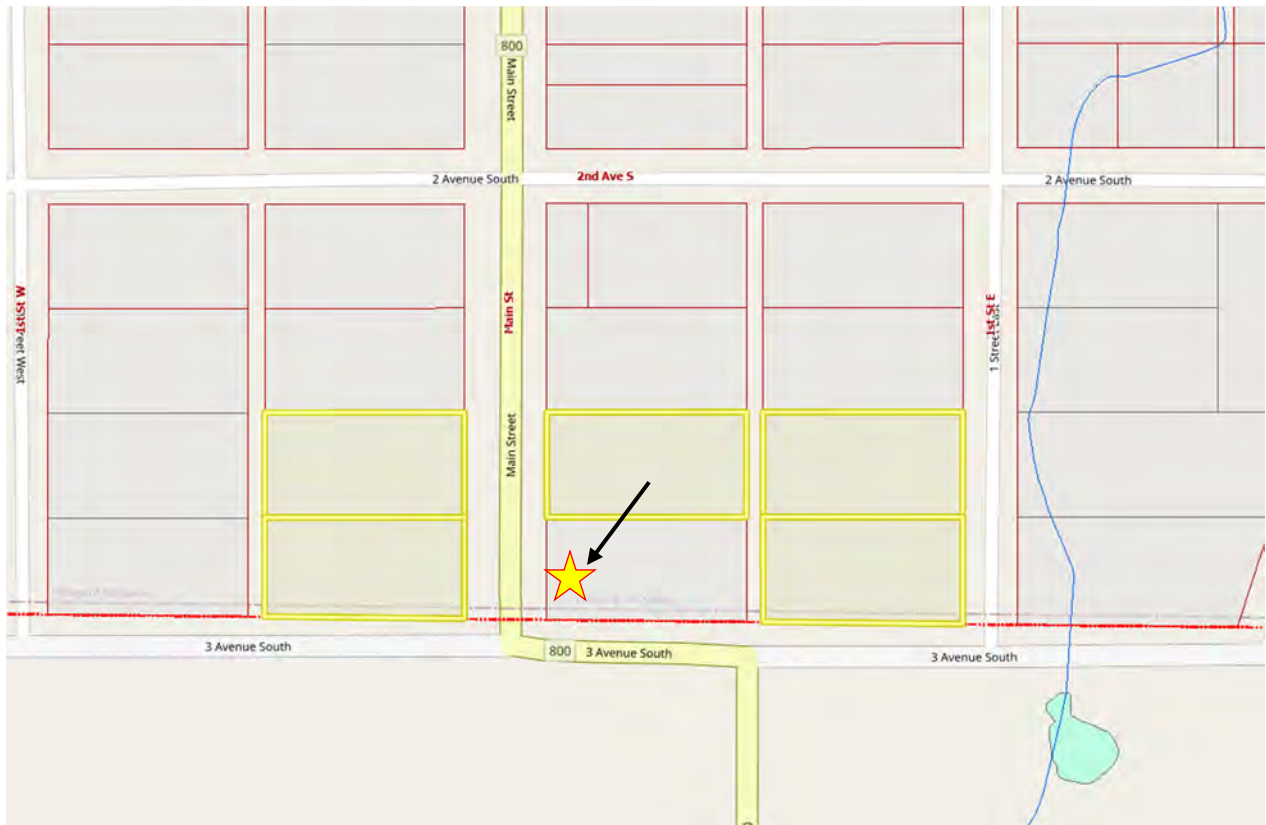 800
Main Street
2 Avenue South
2nd Ave S
2 Avenue South
1st St W
Street West
Main St
1st St E
1 Street East
Main Street
3 Avenue South
800
3 Avenue South
3 Avenue South